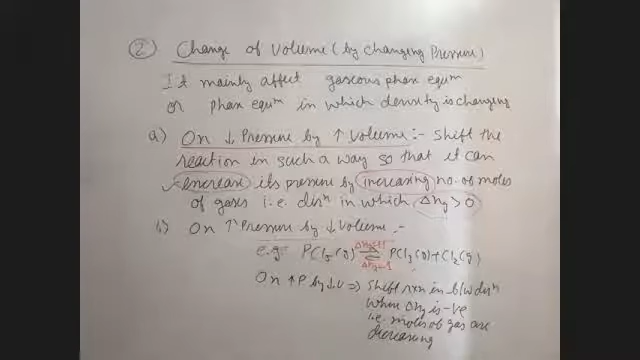 ② Change of Volume (by changing Pressure)
It mainly affect gaseous phase equm
or phase equm in which density is changing
a) On ↓ Pressure by ↑ Volume :- Shift the
reaction in such a way so that it can
increase its pressure by increasing no. of moles
of gases i.e. dirn in which Δng > 0
b) On ↑ Pressure by ↓ Volume :-
e.g:- PCl5(g) ⇌ PCl3(g) + Cl2(g)
Δng=+1
Δng=-1
On ↑ P by ↓ V ⇒ Shift rxn in b/w dirn
where Δng is -ve
i.e. moles of gas are
decreasing